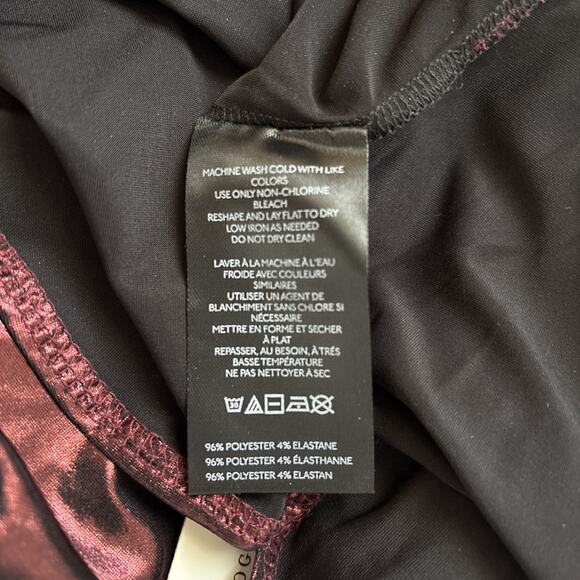 MACHINE WASH COLD WITH LIKE
COLORS
USE ONLY NON-CHLORINE
BLEACH
RESHAPE AND LAY FLAT TO DRY
LOW IRON AS NEEDED
DO NOT DRY CLEAN
LAVER À LA MACHINE À L'EAU
FROIDE AVEC COULEURS
SIMILAIRES
UTILISER UN AGENT DE
BLANCHIMENT SANS CHLORE SI
NÉCESSAIRE
METTRE EN FORME ET SECHER
À PLAT
REPASSER, AU BESOIN, À TRÉS
BASSE TEMPÉRATURE
NE PAS NETTOYER À SEC
30
96% POLYESTER 4% ELASTANE
96% POLYESTER 4% ÉLASTHANNE
96% POLYESTER 4% ELASTAN
OG